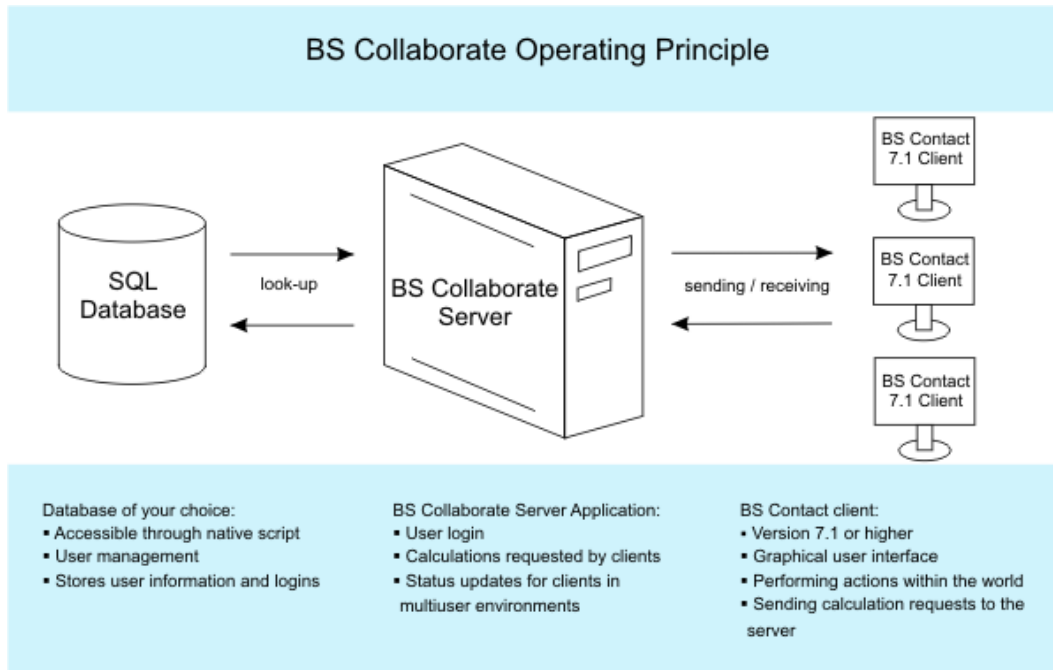 BS Collaborate Operating Principle
SQL
Database
look-up
BS Collaborate
Server
sending / receiving
BS Contact
7.1 Client
BS Contact
7.1 Client
BS Contact
7.1 Client
Database of your choice:
▪ Accessible through native script
▪ User management
▪ Stores user information and logins
BS Collaborate Server Application:
▪ User login
▪ Calculations requested by clients
▪ Status updates for clients in
multiuser environments
BS Contact client:
▪ Version 7.1 or higher
▪ Graphical user interface
▪ Performing actions within the world
▪ Sending calculation requests to the
server